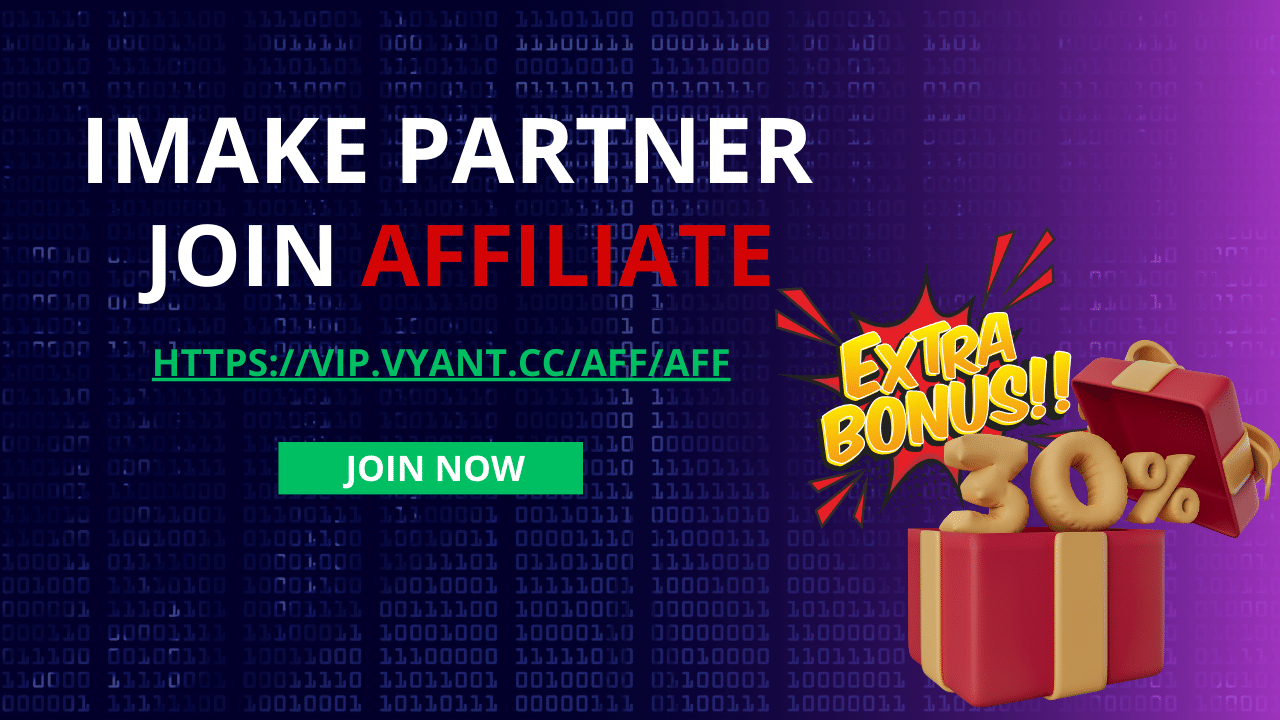 IMAKE PARTNER
JOIN AFFILIATE
HTTPS://VIP.VYANT.CC/AFF/AFF
JOIN NOW
EXTRA
BONUS!!
30%